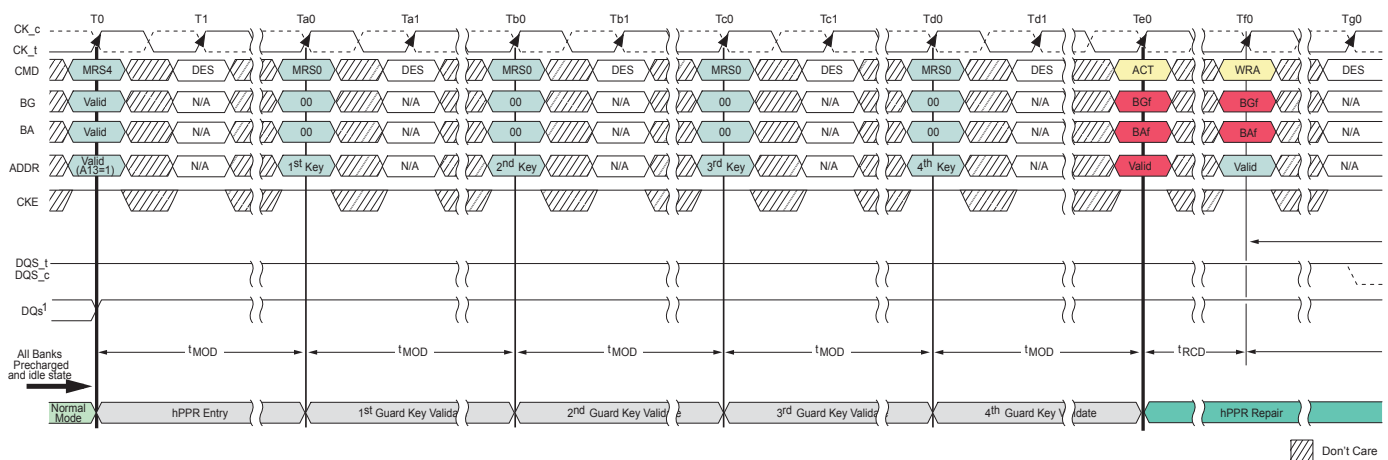 T0 T1 Ta0 Ta1 Tb0 Tb1 Tc0 Tc1 Td0 Td1 Te0 Tf0 Tg0
CK_c
CK_t
CMD MRS4 DES MRS0 DES MRS0 DES MRS0 DES MRS0 DES ACT WRA DES
BG Valid N/A 00 N/A 00 N/A 00 N/A 00 N/A BGf BGf N/A
BA Valid N/A 00 N/A 00 N/A 00 N/A 00 N/A BAf BAf N/A
ADDR Valid (A13=1) N/A 1st Key N/A 2nd Key N/A 3rd Key N/A 4th Key N/A Valid Valid N/A
CKE
DQS_t
DQS_c
DQs1
All Banks
Precharged
and idle state
tMOD tMOD tMOD tMOD tMOD tRCD
Normal Mode hPPR Entry 1st Guard Key Valida 2nd Guard Key Valida e 3rd Guard Key Valida 4th Guard Key V date hPPR Repair
Don't Care